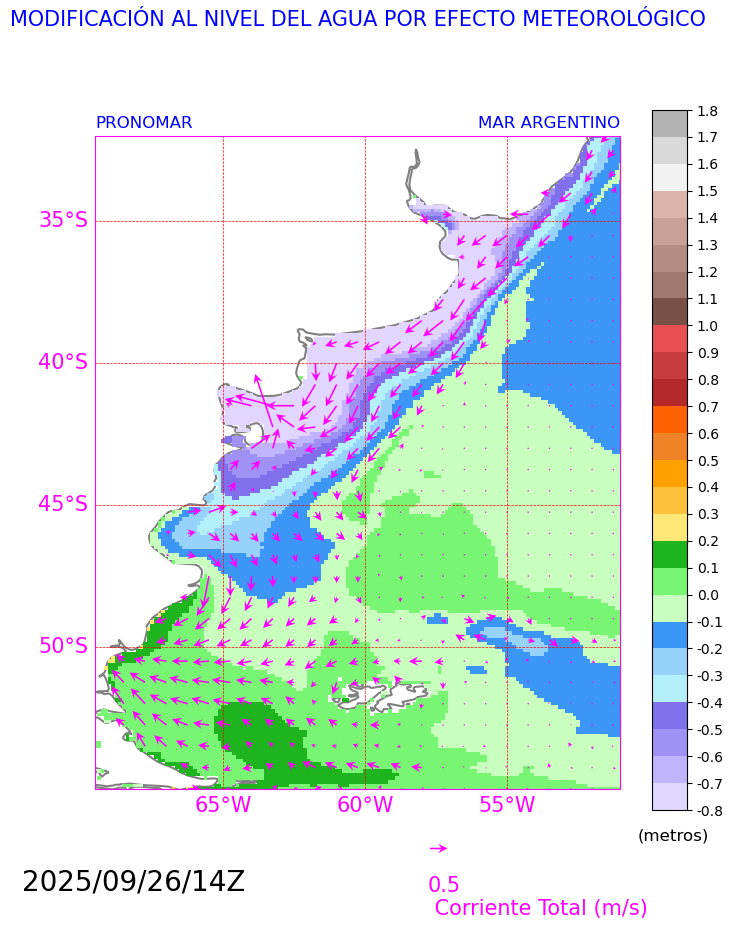 MODIFICACIÓN AL NIVEL DEL AGUA POR EFECTO METEOROLÓGICO
PRONOMAR MAR ARGENTINO
1.8
1.7
1.6
1.5
1.4
1.3
1.2
1.1
1.0
0.9
0.8
0.7
0.6
0.5
0.4
0.3
0.2
0.1
0.0
-0.1
-0.2
-0.3
-0.4
-0.5
-0.6
-0.7
-0.8
(metros)
35°S
40°S
45°S
50°S
65°W 60°W 55°W
2025/09/26/14Z
0.5
Corriente Total (m/s)